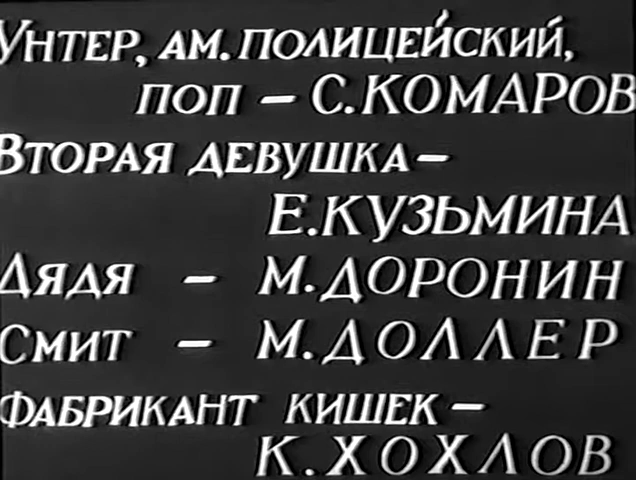 Унтер, ам. полицейский,
поп – С. КОМАРОВ
Вторая девушка –
Е. КУЗЬМИНА
Дядя – М. ДОРОНИН
Смит – М. ДОЛЛЕР
Фабрикант кишек –
К. ХОХЛОВ